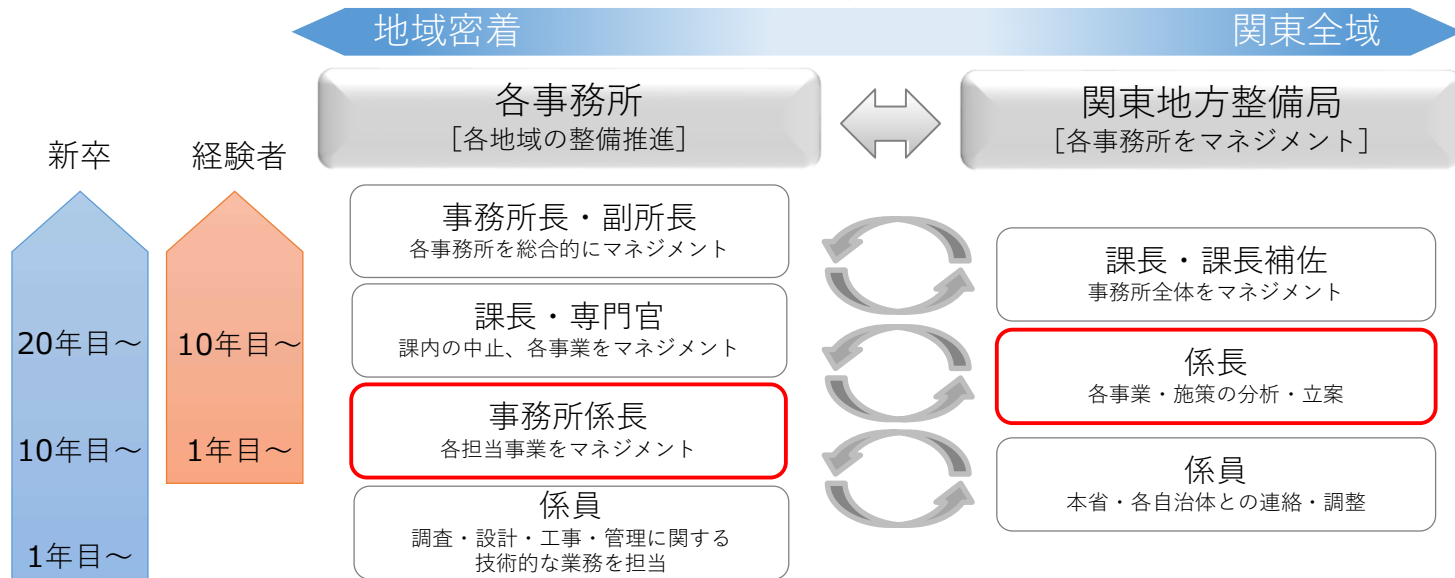 地域密着
関東全域
各事務所
［各地域の整備推進］
関東地方整備局
［各事務所をマネジメント］
新卒
経験者
20年目～
10年目～
1年目～
10年目～
1年目～
事務所長・副所長
各事務所を総合的にマネジメント
課長・専門官
課内の中止、各事業をマネジメント
事務所係長
各担当事業をマネジメント
係員
調査・設計・工事・管理に関する
技術的な業務を担当
課長・課長補佐
事務所全体をマネジメント
係長
各事業・施策の分析・立案
係員
本省・各自治体との連絡・調整